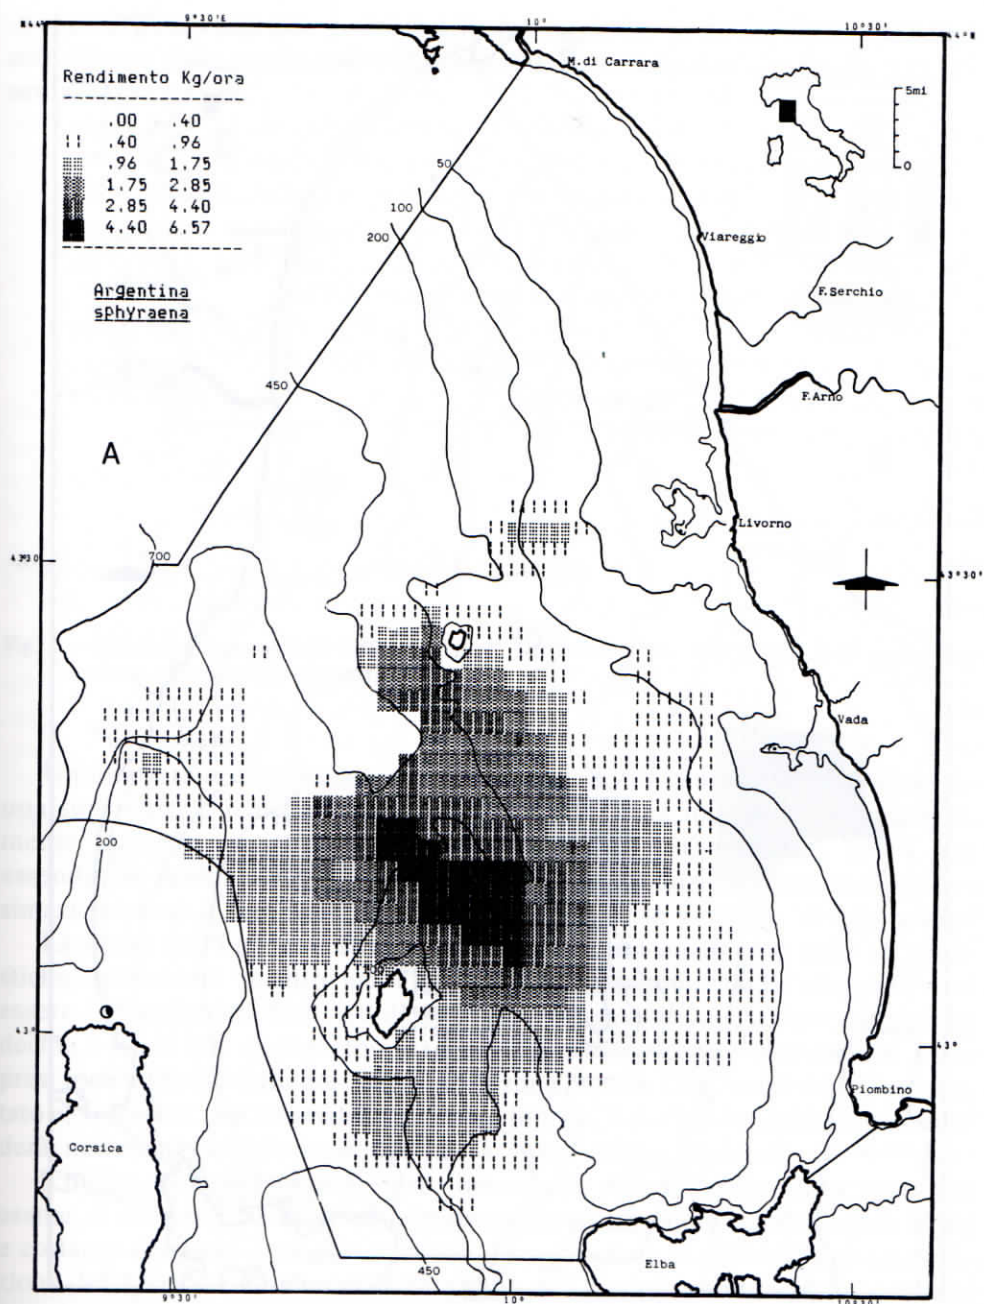 9°30'E
10°
10°30'
44°N
M.di Carrara
Rendimento Kg/ora
.00 .40
.40 .96
.96 1.75
1.75 2.85
2.85 4.40
4.40 6.57
5mi
0
50
100
200
Viareggio
Argentina
sphyraena
F.Serchio
450
F.Arno
A
Livorno
700
43°30'
43°30'
Vada
200
43°
43°
Piombino
Corsica
Elba
450
9°30'
10°
10°30'